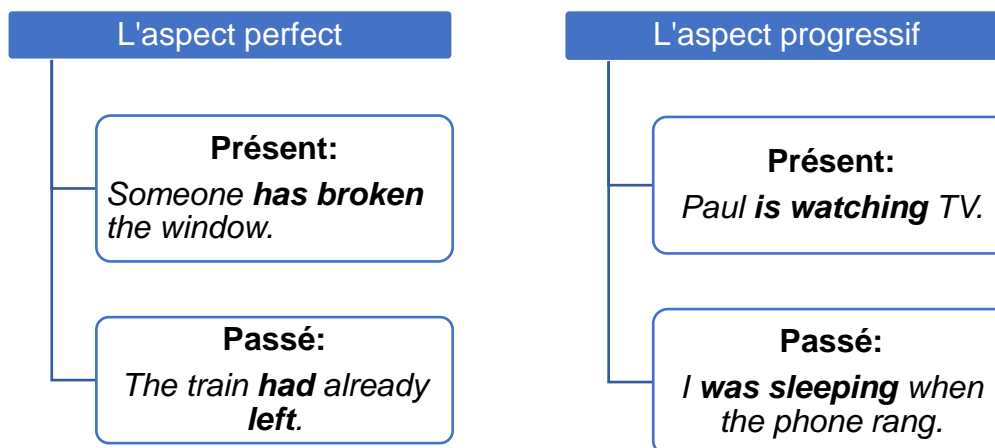 L'aspect perfect
Présent:
Someone has broken
the window.
Passé:
The train had already
left.
L'aspect progressif
Présent:
Paul is watching TV.
Passé:
I was sleeping when
the phone rang.